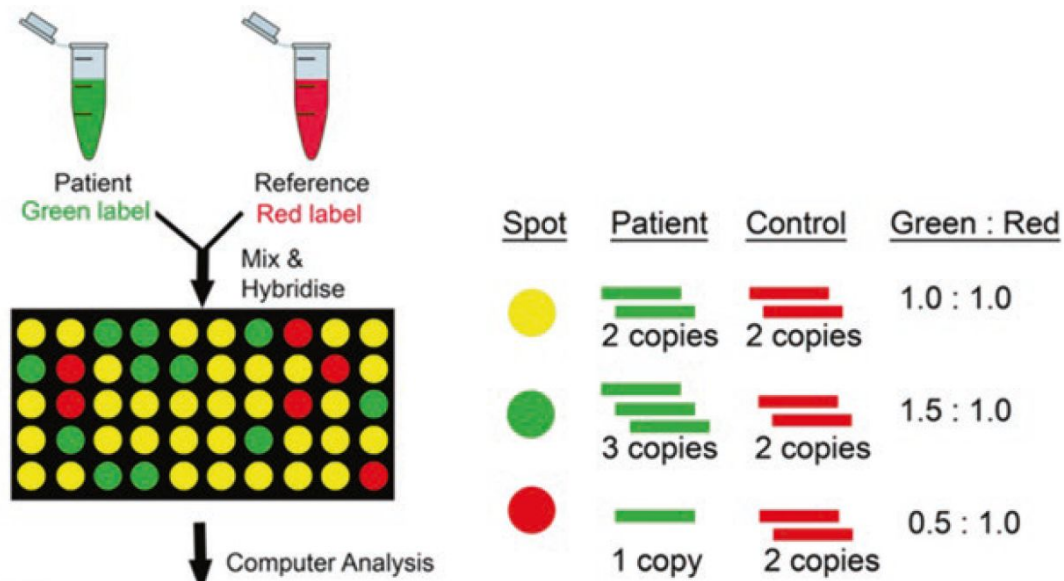 Patient
Green label
Reference
Red label
Mix &
Hybridise
Computer Analysis
Spot Patient Control Green : Red
2 copies 2 copies 1.0 : 1.0
3 copies 2 copies 1.5 : 1.0
1 copy 2 copies 0.5 : 1.0